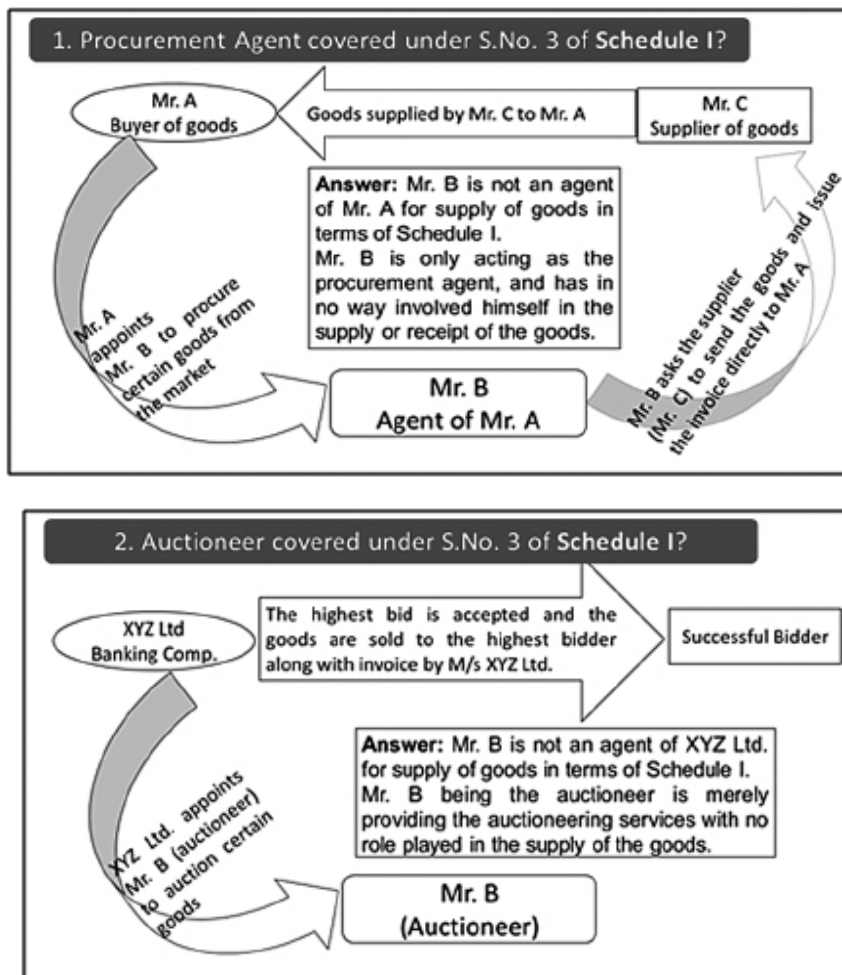 1. Procurement Agent covered under S.No. 3 of Schedule I?
Mr. A
Buyer of goods
Goods supplied by Mr. C to Mr. A
Mr. C
Supplier of goods
Answer: Mr. B is not an agent
of Mr. A for supply of goods in
terms of Schedule I.
Mr. B is only acting as the
procurement agent, and has in
no way involved himself in the
supply or receipt of the goods.
Mr. A
appoints
Mr. B to procure
certain goods from
the market
Mr. B
Agent of Mr. A
Mr. B asks the supplier
(Mr. C) to send the goods and issue
the invoice directly to Mr. A
2. Auctioneer covered under S.No. 3 of Schedule I?
XYZ Ltd
Banking Comp.
The highest bid is accepted and the
goods are sold to the highest bidder
along with invoice by M/s XYZ Ltd.
Successful Bidder
Answer: Mr. B is not an agent of XYZ Ltd.
for supply of goods in terms of Schedule I.
Mr. B being the auctioneer is merely
providing the auctioneering services with no
role played in the supply of the goods.
XYZ Ltd. appoints
Mr. B (auctioneer)
to auction certain
goods
Mr. B
(Auctioneer)